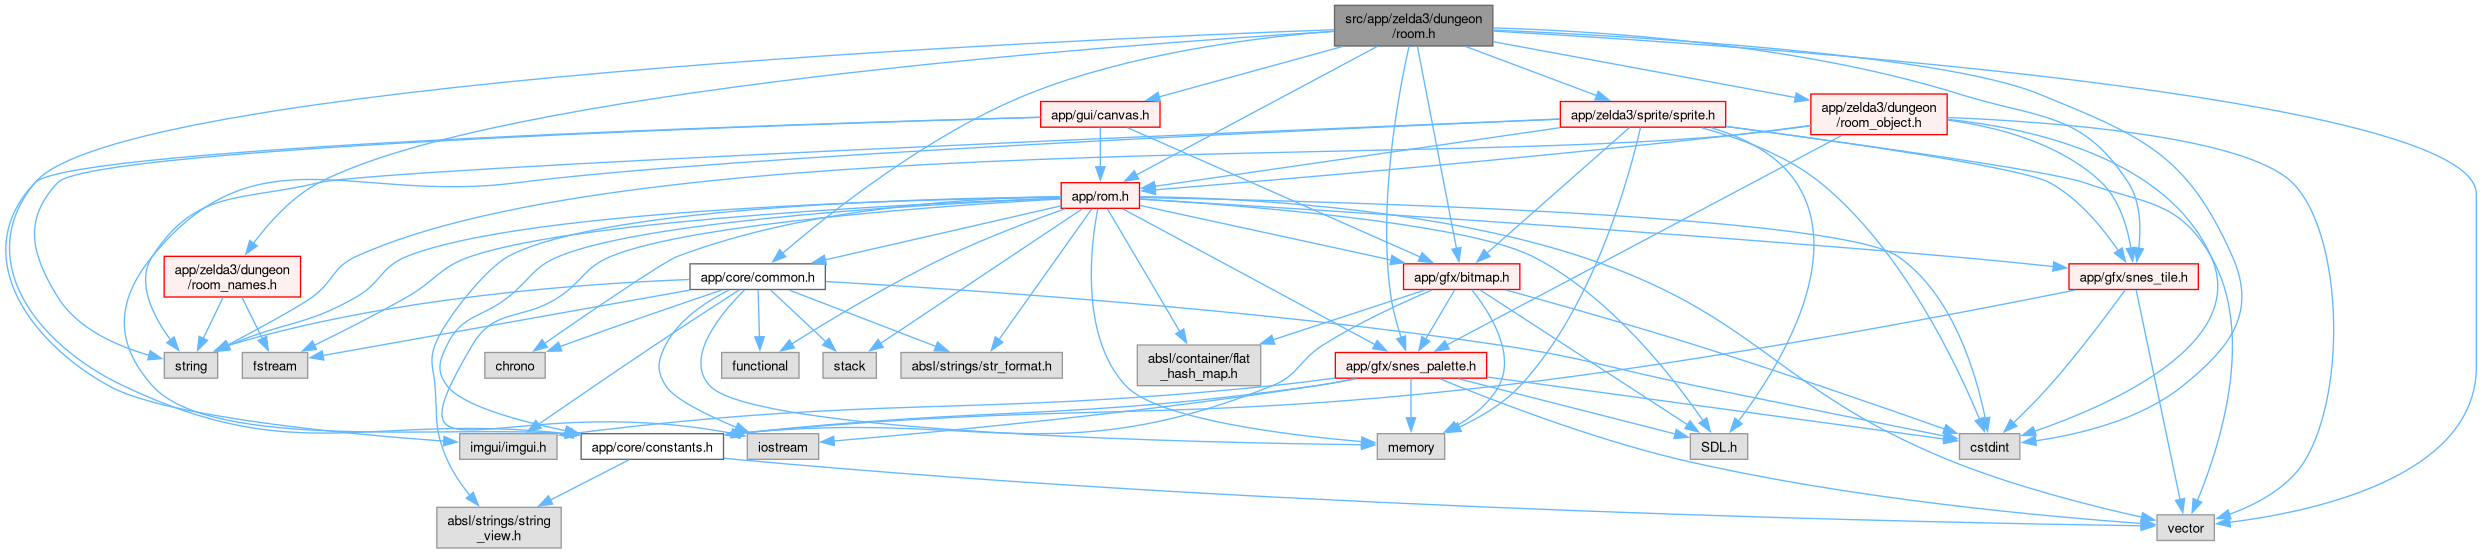 src/app/zelda3/dungeon
/room.h
app/gui/canvas.h
app/zelda3/sprite/sprite.h
app/zelda3/dungeon
/room_object.h
app/rom.h
app/zelda3/dungeon
/room_names.h
app/core/common.h
app/gfx/bitmap.h
app/gfx/snes_tile.h
string
fstream
chrono
functional
stack
absl/strings/str_format.h
absl/container/flat
_hash_map.h
app/gfx/snes_palette.h
imgui/imgui.h
app/core/constants.h
iostream
memory
SDL.h
cstdint
absl/strings/string
_view.h
vector